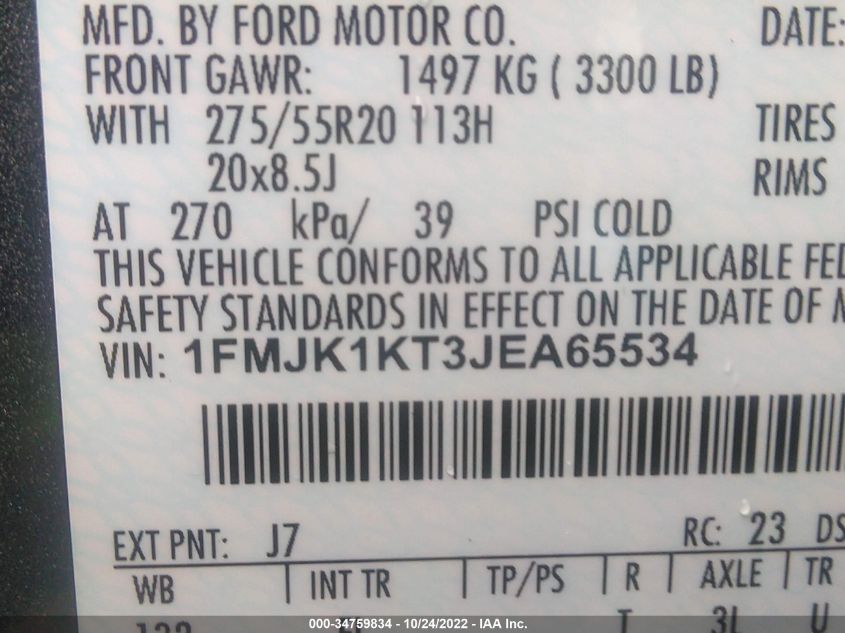 MFD. BY FORD MOTOR CO. DATE:
FRONT GAWR: 1497 KG ( 3300 LB)
WITH 275/55R20 113H TIRES
20x8.5J RIMS
AT 270 kPa/ 39 PSI COLD
THIS VEHICLE CONFORMS TO ALL APPLICABLE FED
SAFETY STANDARDS IN EFFECT ON THE DATE OF M
VIN: 1FMJK1KT3JEA65534
EXT PNT: J7 RC: 23 DS
WB INT TR TP/PS R AXLE TR
T 3L U
000-34759834 - 10/24/2022 - IAA Inc.